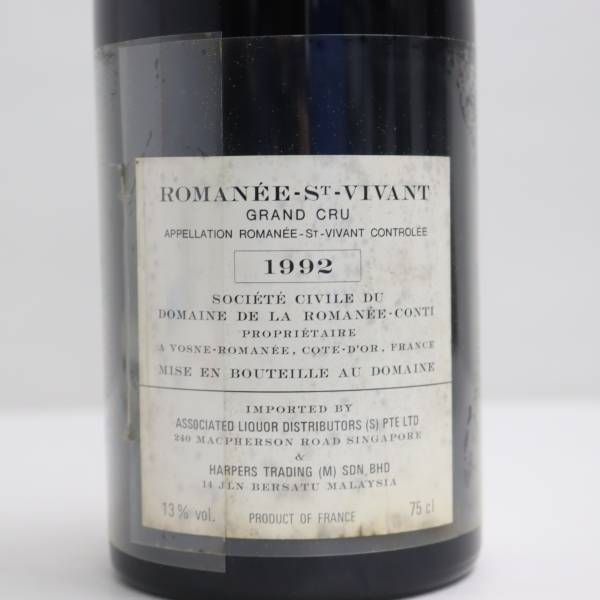 ROMANÉE-ST-VIVANT
GRAND CRU
APPELLATION ROMANÉE-ST-VIVANT CONTROLÉE
1992
SOCIÉTÉ CIVILE DU
DOMAINE DE LA ROMANÉE-CONTI
PROPRIÉTAIRE
A VOSNE-ROMANÉE, COTE-D'OR, FRANCE
MISE EN BOUTEILLE AU DOMAINE
IMPORTED BY
ASSOCIATED LIQUOR DISTRIBUTORS (S) PTE LTD
240 MACPHERSON ROAD SINGAPORE
&
HARPERS TRADING (M) SDN BHD
14 JLN BERSATU MALAYSIA
13% vol. PRODUCT OF FRANCE 75 cl